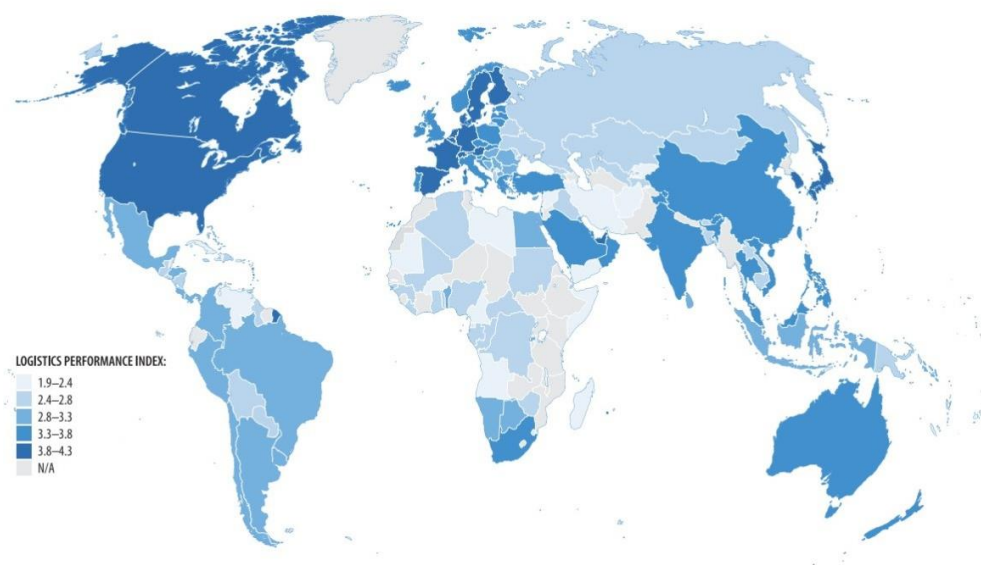 LOGISTICS PERFORMANCE INDEX:
1.9–2.4
2.4–2.8
2.8–3.3
3.3–3.8
3.8–4.3
N/A